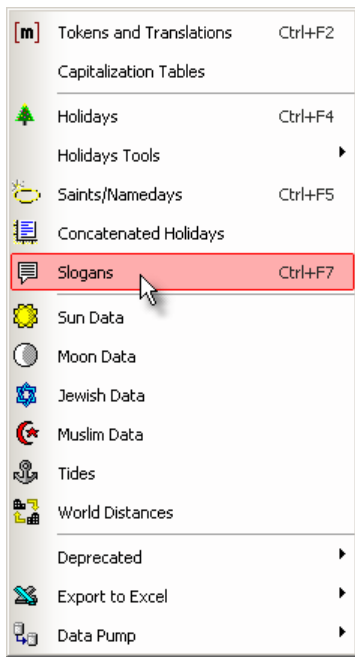 [m] Tokens and Translations Ctrl+F2
Capitalization Tables
Holidays Ctrl+F4
Holidays Tools
Saints/Namedays Ctrl+F5
Concatenated Holidays
Slogans Ctrl+F7
Sun Data
Moon Data
Jewish Data
Muslim Data
Tides
World Distances
Deprecated
Export to Excel
Data Pump